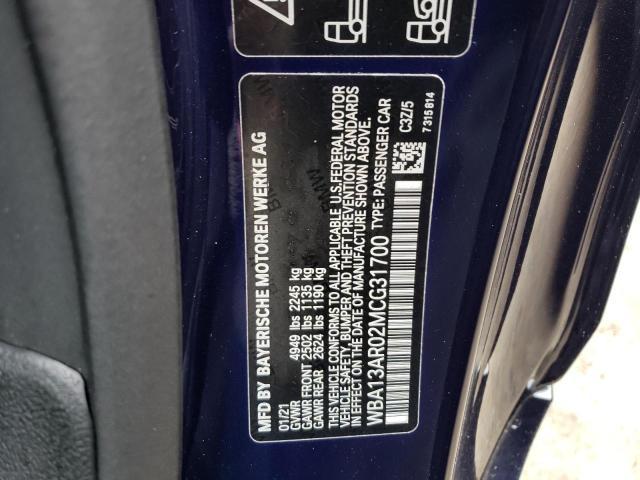 MFD BY BAYERISCHE MOTOREN WERKE AG
01/21
GVWR 4949 lbs 2245 kg
GAWR FRONT 2502 lbs 1135 kg
GAWR REAR 2624 lbs 1190 kg
THIS CONFORMS TO ALL APPLICABLE U.S. FEDERAL MOTOR
VEHICLE SAFETY, BUMPER AND THEFT PREVENTION STANDARDS
IN EFFECT ON THE DATE OF MANUFACTURE SHOWN ABOVE.
WBA13AR02MCG31700 TYPE: PASSENGER CAR
C3Z/5
7315814